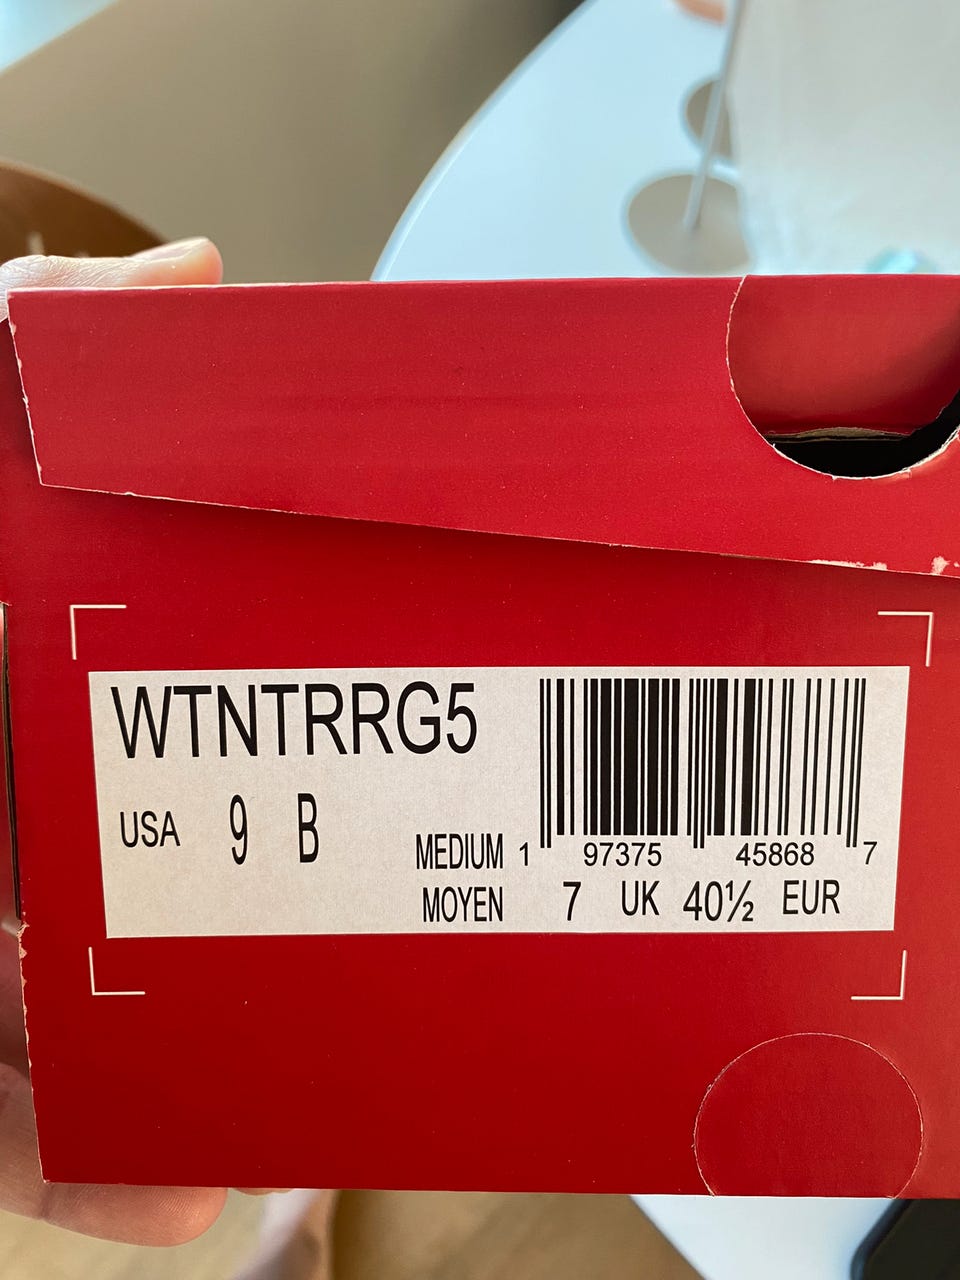 WTNTRRG5
USA 9 B
MEDIUM 1 97375 45868 7
MOYEN 7 UK 40½ EUR